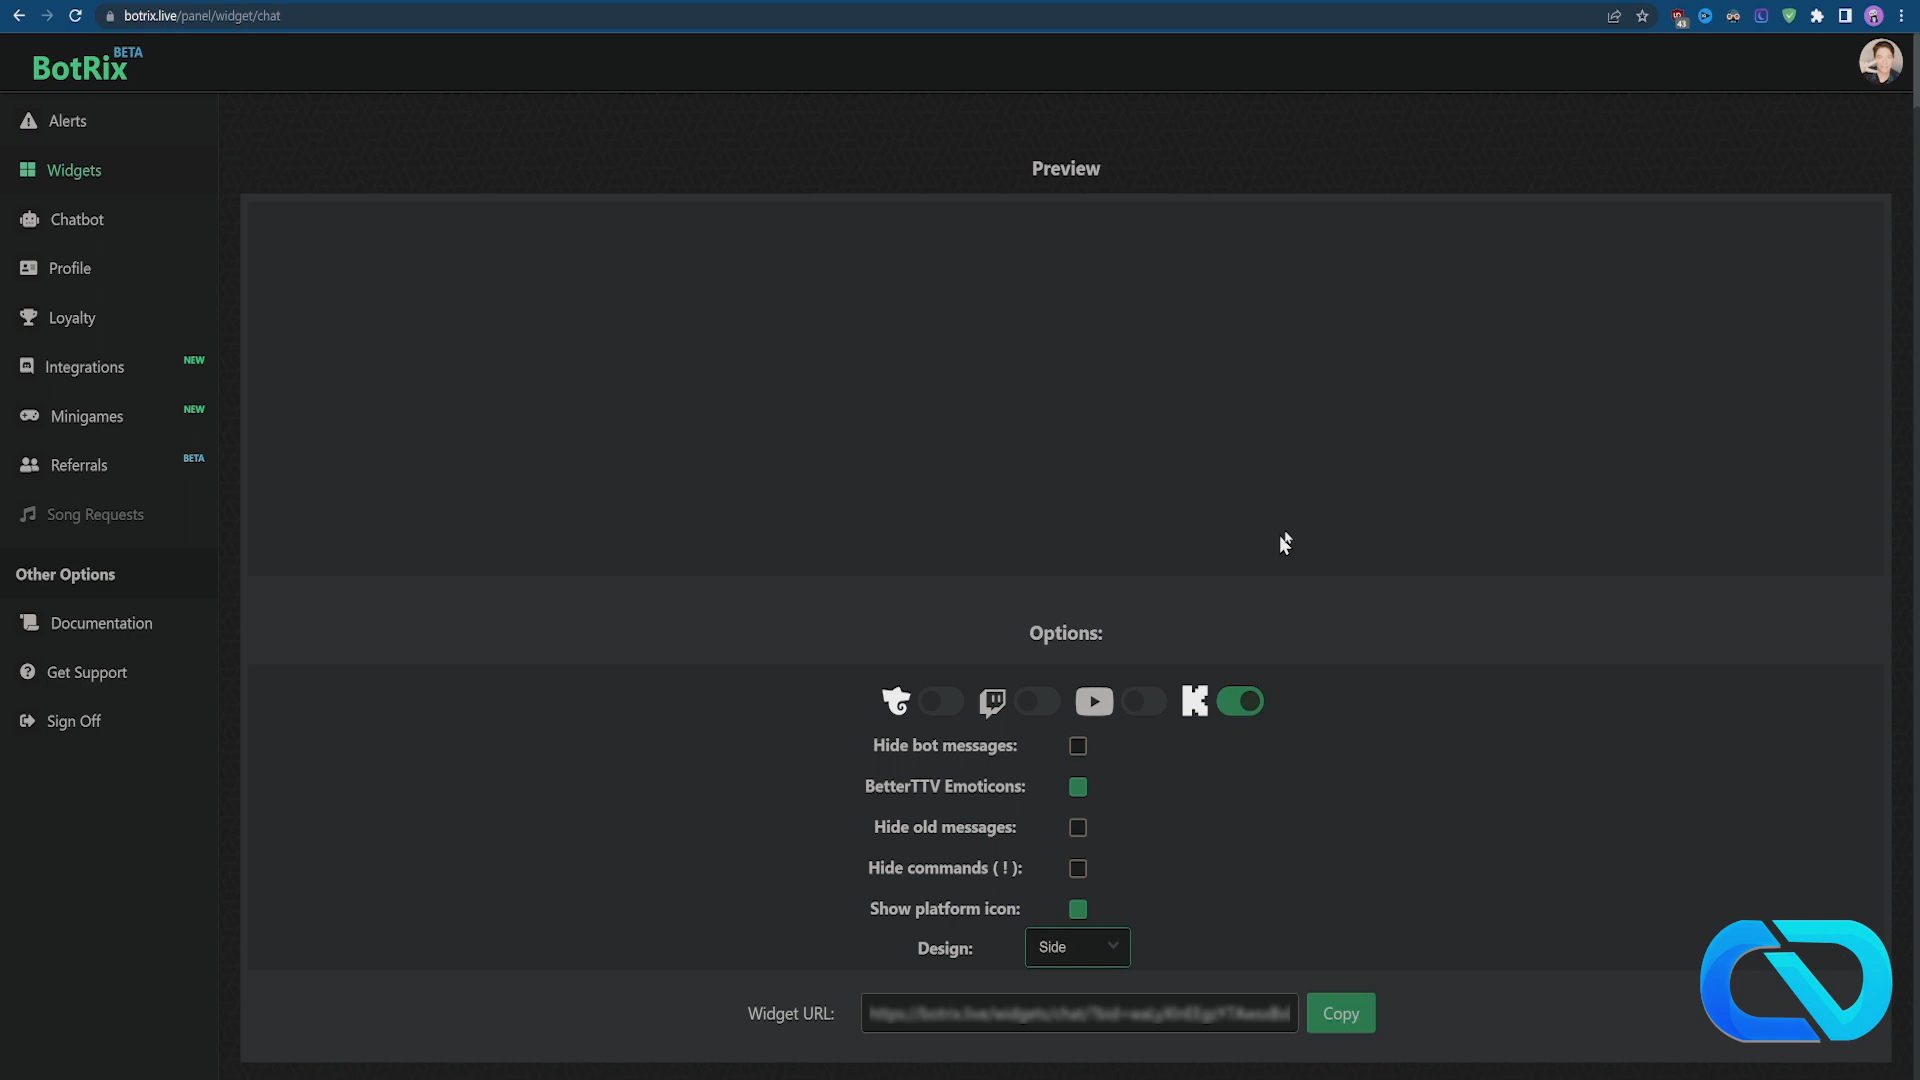 botrix.live/panel/widget/chat
43
BotRix BETA
Alerts
Widgets
Chatbot
Profile
Loyalty
Integrations NEW
Minigames NEW
Referrals BETA
Song Requests
Other Options
Documentation
Get Support
Sign Off
Preview
Options:
Hide bot messages:
BetterTTV Emoticons:
Hide old messages:
Hide commands ( ! ):
Show platform icon:
Design: Side
Widget URL: Copy